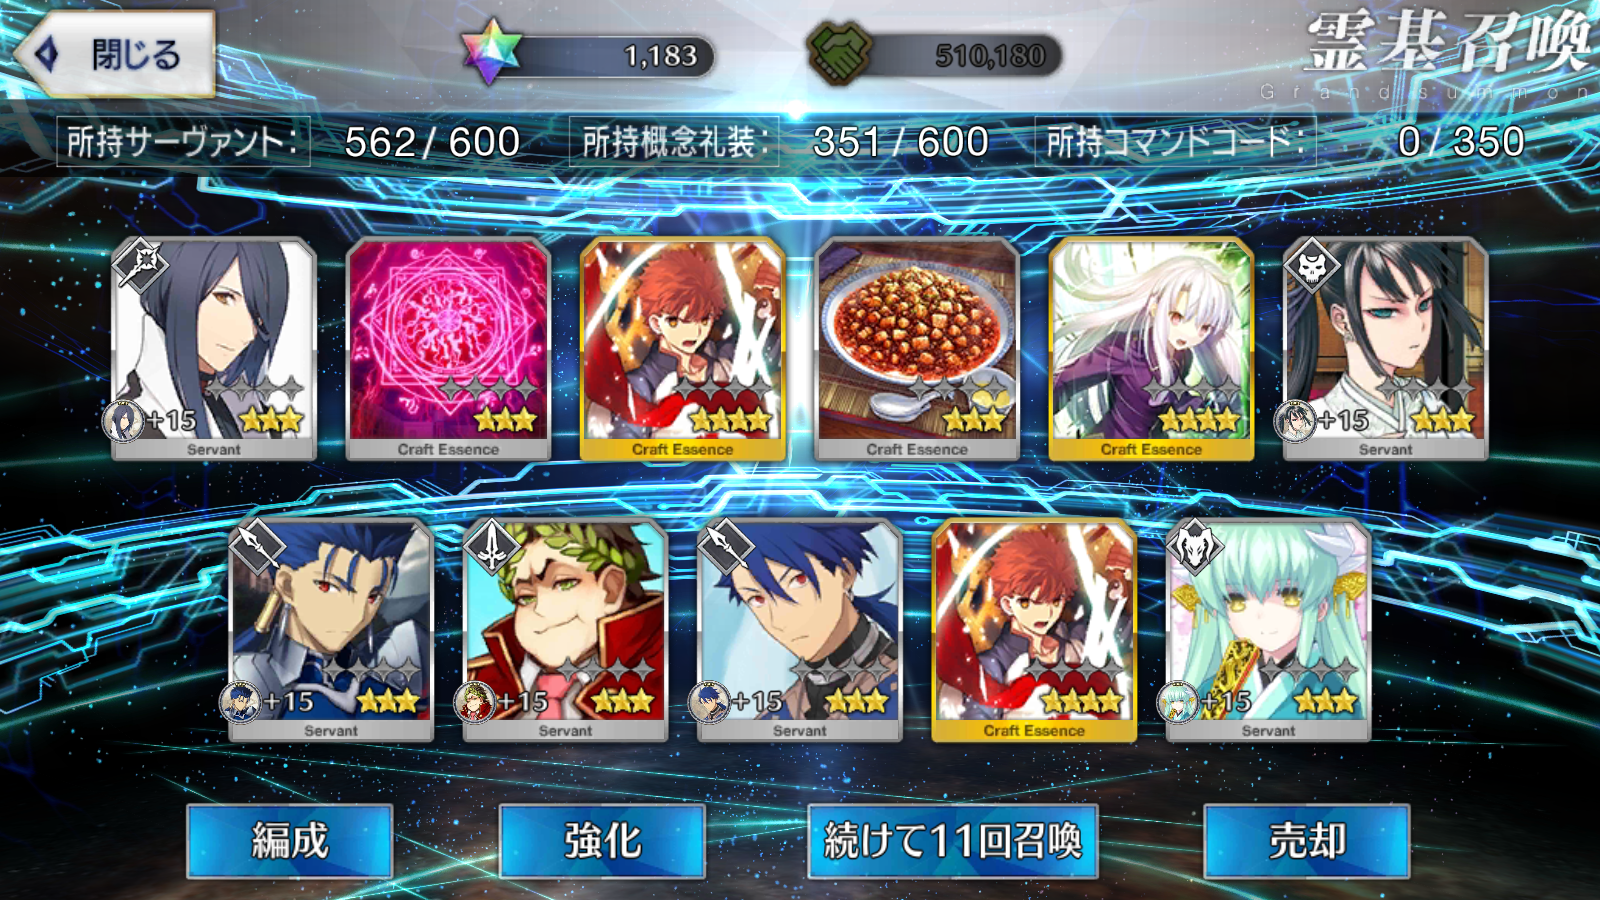 閉じる
1,183
510,180
霊基召喚
Grand summon
所持サーヴァント: 562 / 600
所持概念礼装: 351 / 600
所持コマンドコード: 0 / 350
+15
+15
Servant
Craft Essence
Craft Essence
Craft Essence
Craft Essence
Servant
+15
+15
+15
+15
Servant
Servant
Servant
Craft Essence
Servant
編成
強化
続けて11回召喚
売却